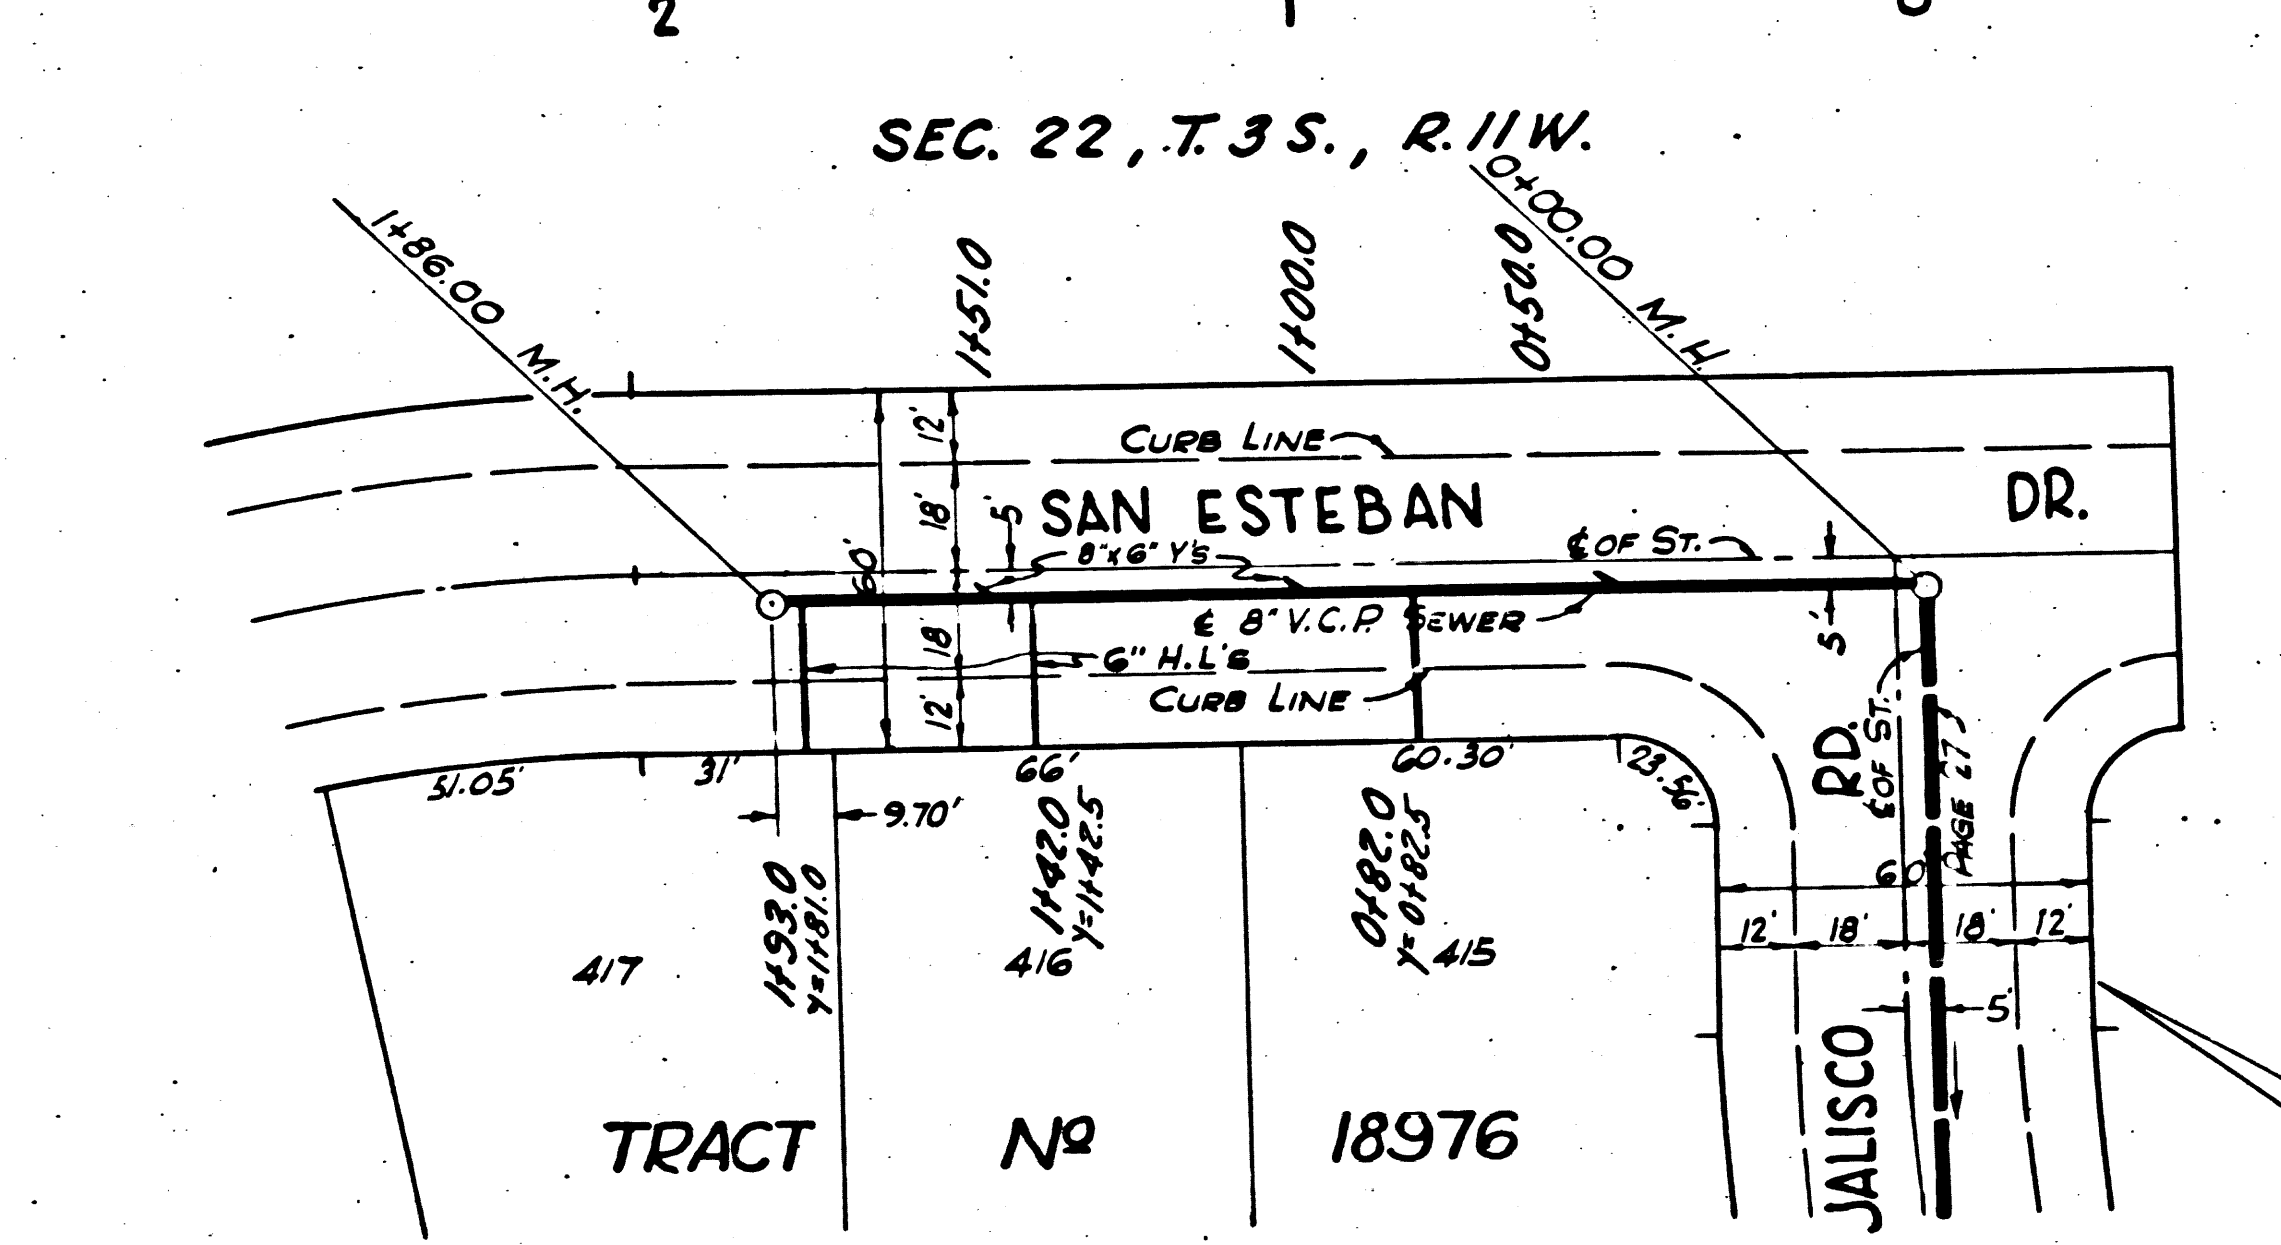 2
1
SEC. 22, T. 3 S., R. 11 W.
1+86.00 M.H.
1+51.0
1+00.0
0+50.0
0+00.00 M.H.
12'
CURB LINE
18'
5'
SAN ESTEBAN
DR.
60'
8"x6" Y'S
℄ OF ST.
5'
℄ 8" V.C.P. SEWER
18'
6" H.L's
12'
CURB LINE
51.05'
31'
66'
60.30'
23.56'
9.70'
1+93.0
Y=1+81.0
1+42.0
Y=1+42.5
0+82.0
Y=0+82.5
417
416
415
RD.
℄ OF ST.
PAGE 27
60
12'
18'
18'
12'
5'
JALISCO
TRACT Nº 18976